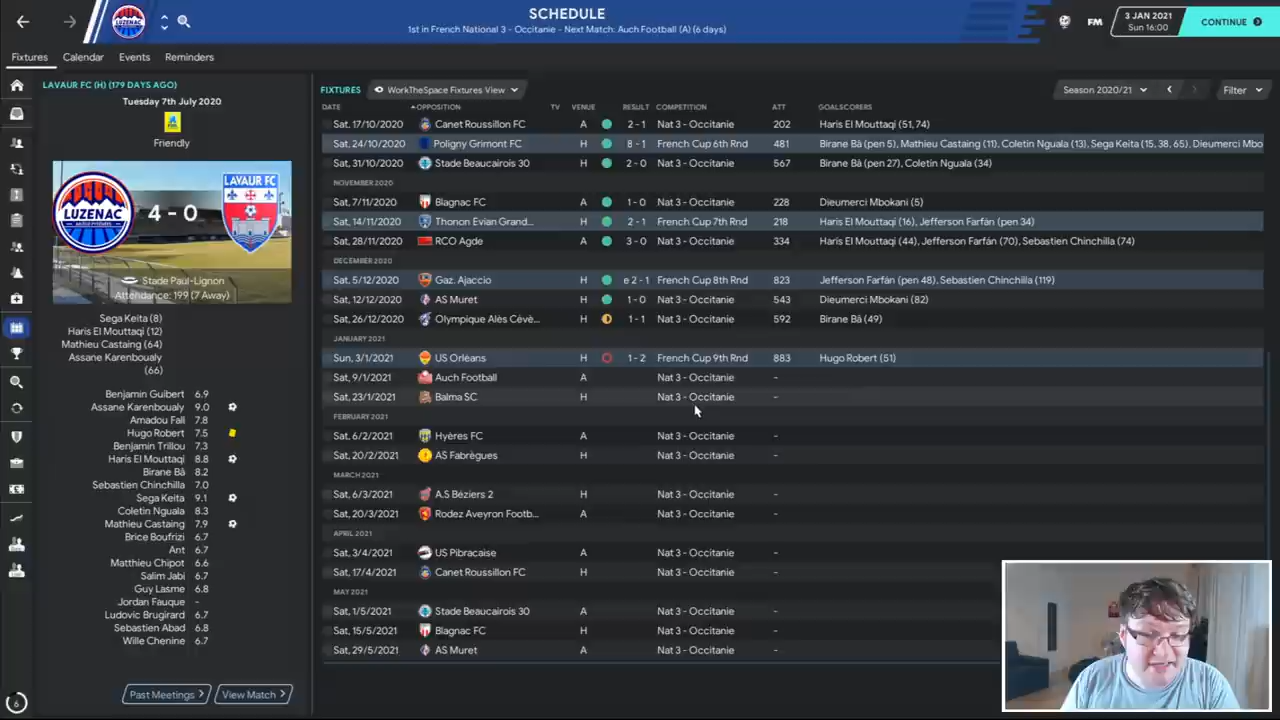 SCHEDULE
1st in French National 3 - Occitanie - Next Match: Auch Football (A) (6 days)
FM
3 JAN 2021
Sun 16:00
CONTINUE
Fixtures Calendar Events Reminders
LAVAUR FC (H) (179 DAYS AGO)
Tuesday 7th July 2020
Friendly
LUZENAC
4 - 0
LAVAUR FC
Stade Paul-Lignon
Attendance: 199 (7 Away)
Sega Keita (8)
Haris El Mouttaqi (12)
Mathieu Castaing (64)
Assane Karenboualy
(66)
Benjamin Guibert 6.9
Assane Karenboualy 9.0
Amadou Fall 7.8
Hugo Robert 7.5
Benjamin Trillou 7.3
Haris El Mouttaqi 8.8
Birane Bâ 8.2
Sebastien Chinchilla 7.0
Sega Keita 9.1
Coletin Nguala 8.3
Mathieu Castaing 7.9
Brice Boufrizi 6.7
Ant 6.7
Matthieu Chipot 6.6
Salim Jabi 6.7
Guy Lasme 6.8
Jordan Fauque -
Ludovic Brugirard 6.7
Sebastien Abad 6.8
Wille Chenine 6.7
Past Meetings > View Match >
FIXTURES WorkTheSpace Fixtures View Season 2020/21 Filter
DATE OPPOSITION TV VENUE RESULT COMPETITION ATT GOALSCORERS
Sat, 17/10/2020 Canet Roussillon FC A 2 - 1 Nat 3 - Occitanie 202 Haris El Mouttaqi (51, 74)
Sat, 24/10/2020 Poligny Grimont FC H 8 - 1 French Cup 6th Rnd 481 Birane Bâ (pen 5), Mathieu Castaing (11), Coletin Nguala (13), Sega Keita (15, 38, 65), Dieumerci Mbo
Sat, 31/10/2020 Stade Beaucairois 30 H 2 - 0 Nat 3 - Occitanie 567 Birane Bâ (pen 27), Coletin Nguala (34)
NOVEMBER 2020
Sat, 7/11/2020 Blagnac FC A 1 - 0 Nat 3 - Occitanie 228 Dieumerci Mbokani (5)
Sat, 14/11/2020 Thonon Evian Grand... H 2 - 1 French Cup 7th Rnd 218 Haris El Mouttaqi (16), Jefferson Farfán (pen 34)
Sat, 28/11/2020 RCO Agde A 3 - 0 Nat 3 - Occitanie 334 Haris El Mouttaqi (44), Jefferson Farfán (70), Sebastien Chinchilla (74)
DECEMBER 2020
Sat, 5/12/2020 Gaz. Ajaccio H e 2 - 1 French Cup 8th Rnd 823 Jefferson Farfán (pen 48), Sebastien Chinchilla (119)
Sat, 12/12/2020 AS Muret H 1 - 0 Nat 3 - Occitanie 543 Dieumerci Mbokani (82)
Sat, 26/12/2020 Olympique Alès Cévè... H 1 - 1 Nat 3 - Occitanie 592 Birane Bâ (49)
JANUARY 2021
Sun, 3/1/2021 US Orléans H 1 - 2 French Cup 9th Rnd 883 Hugo Robert (51)
Sat, 9/1/2021 Auch Football A Nat 3 - Occitanie -
Sat, 23/1/2021 Balma SC H Nat 3 - Occitanie -
FEBRUARY 2021
Sat, 6/2/2021 Hyères FC A Nat 3 - Occitanie -
Sat, 20/2/2021 AS Fabrègues H Nat 3 - Occitanie -
MARCH 2021
Sat, 6/3/2021 A.S Béziers 2 H Nat 3 - Occitanie -
Sat, 20/3/2021 Rodez Aveyron Footb... A Nat 3 - Occitanie -
APRIL 2021
Sat, 3/4/2021 US Pibracaise A Nat 3 - Occitanie -
Sat, 17/4/2021 Canet Roussillon FC H Nat 3 - Occitanie -
MAY 2021
Sat, 1/5/2021 Stade Beaucairois 30 A Nat 3 - Occitanie -
Sat, 15/5/2021 Blagnac FC H Nat 3 - Occitanie -
Sat, 29/5/2021 AS Muret A Nat 3 - Occitanie -
6